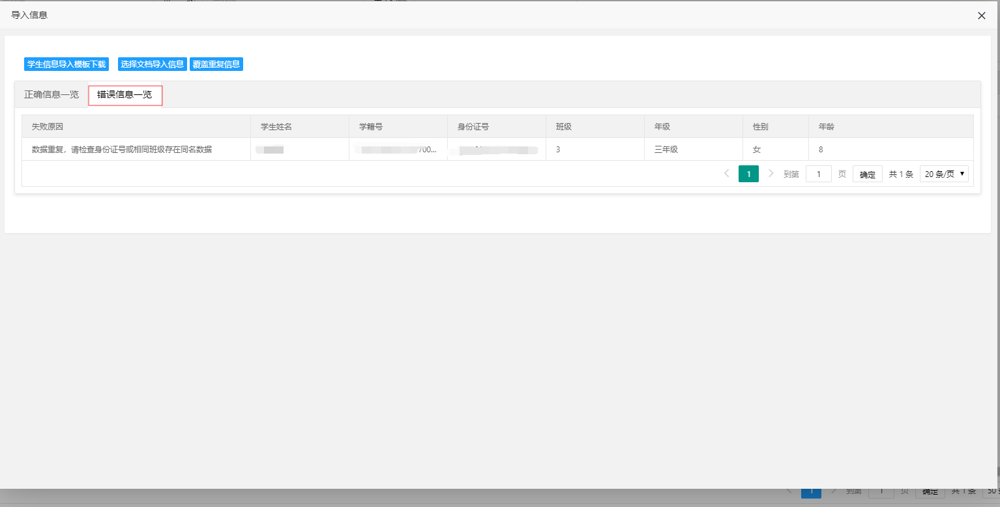 导入信息
学生信息导入模板下载 选择文档导入信息 覆盖重复信息
正确信息一览 错误信息一览
失败原因 学生姓名 学籍号 身份证号 班级 年级 性别 年龄
数据重复，请检查身份证号或相同班级存在同名数据 700... 3 三年级 女 8
1 到第 1 页 确定 共 1 条 20 条/页
1 到第 1 页 确定 共 1 条 50